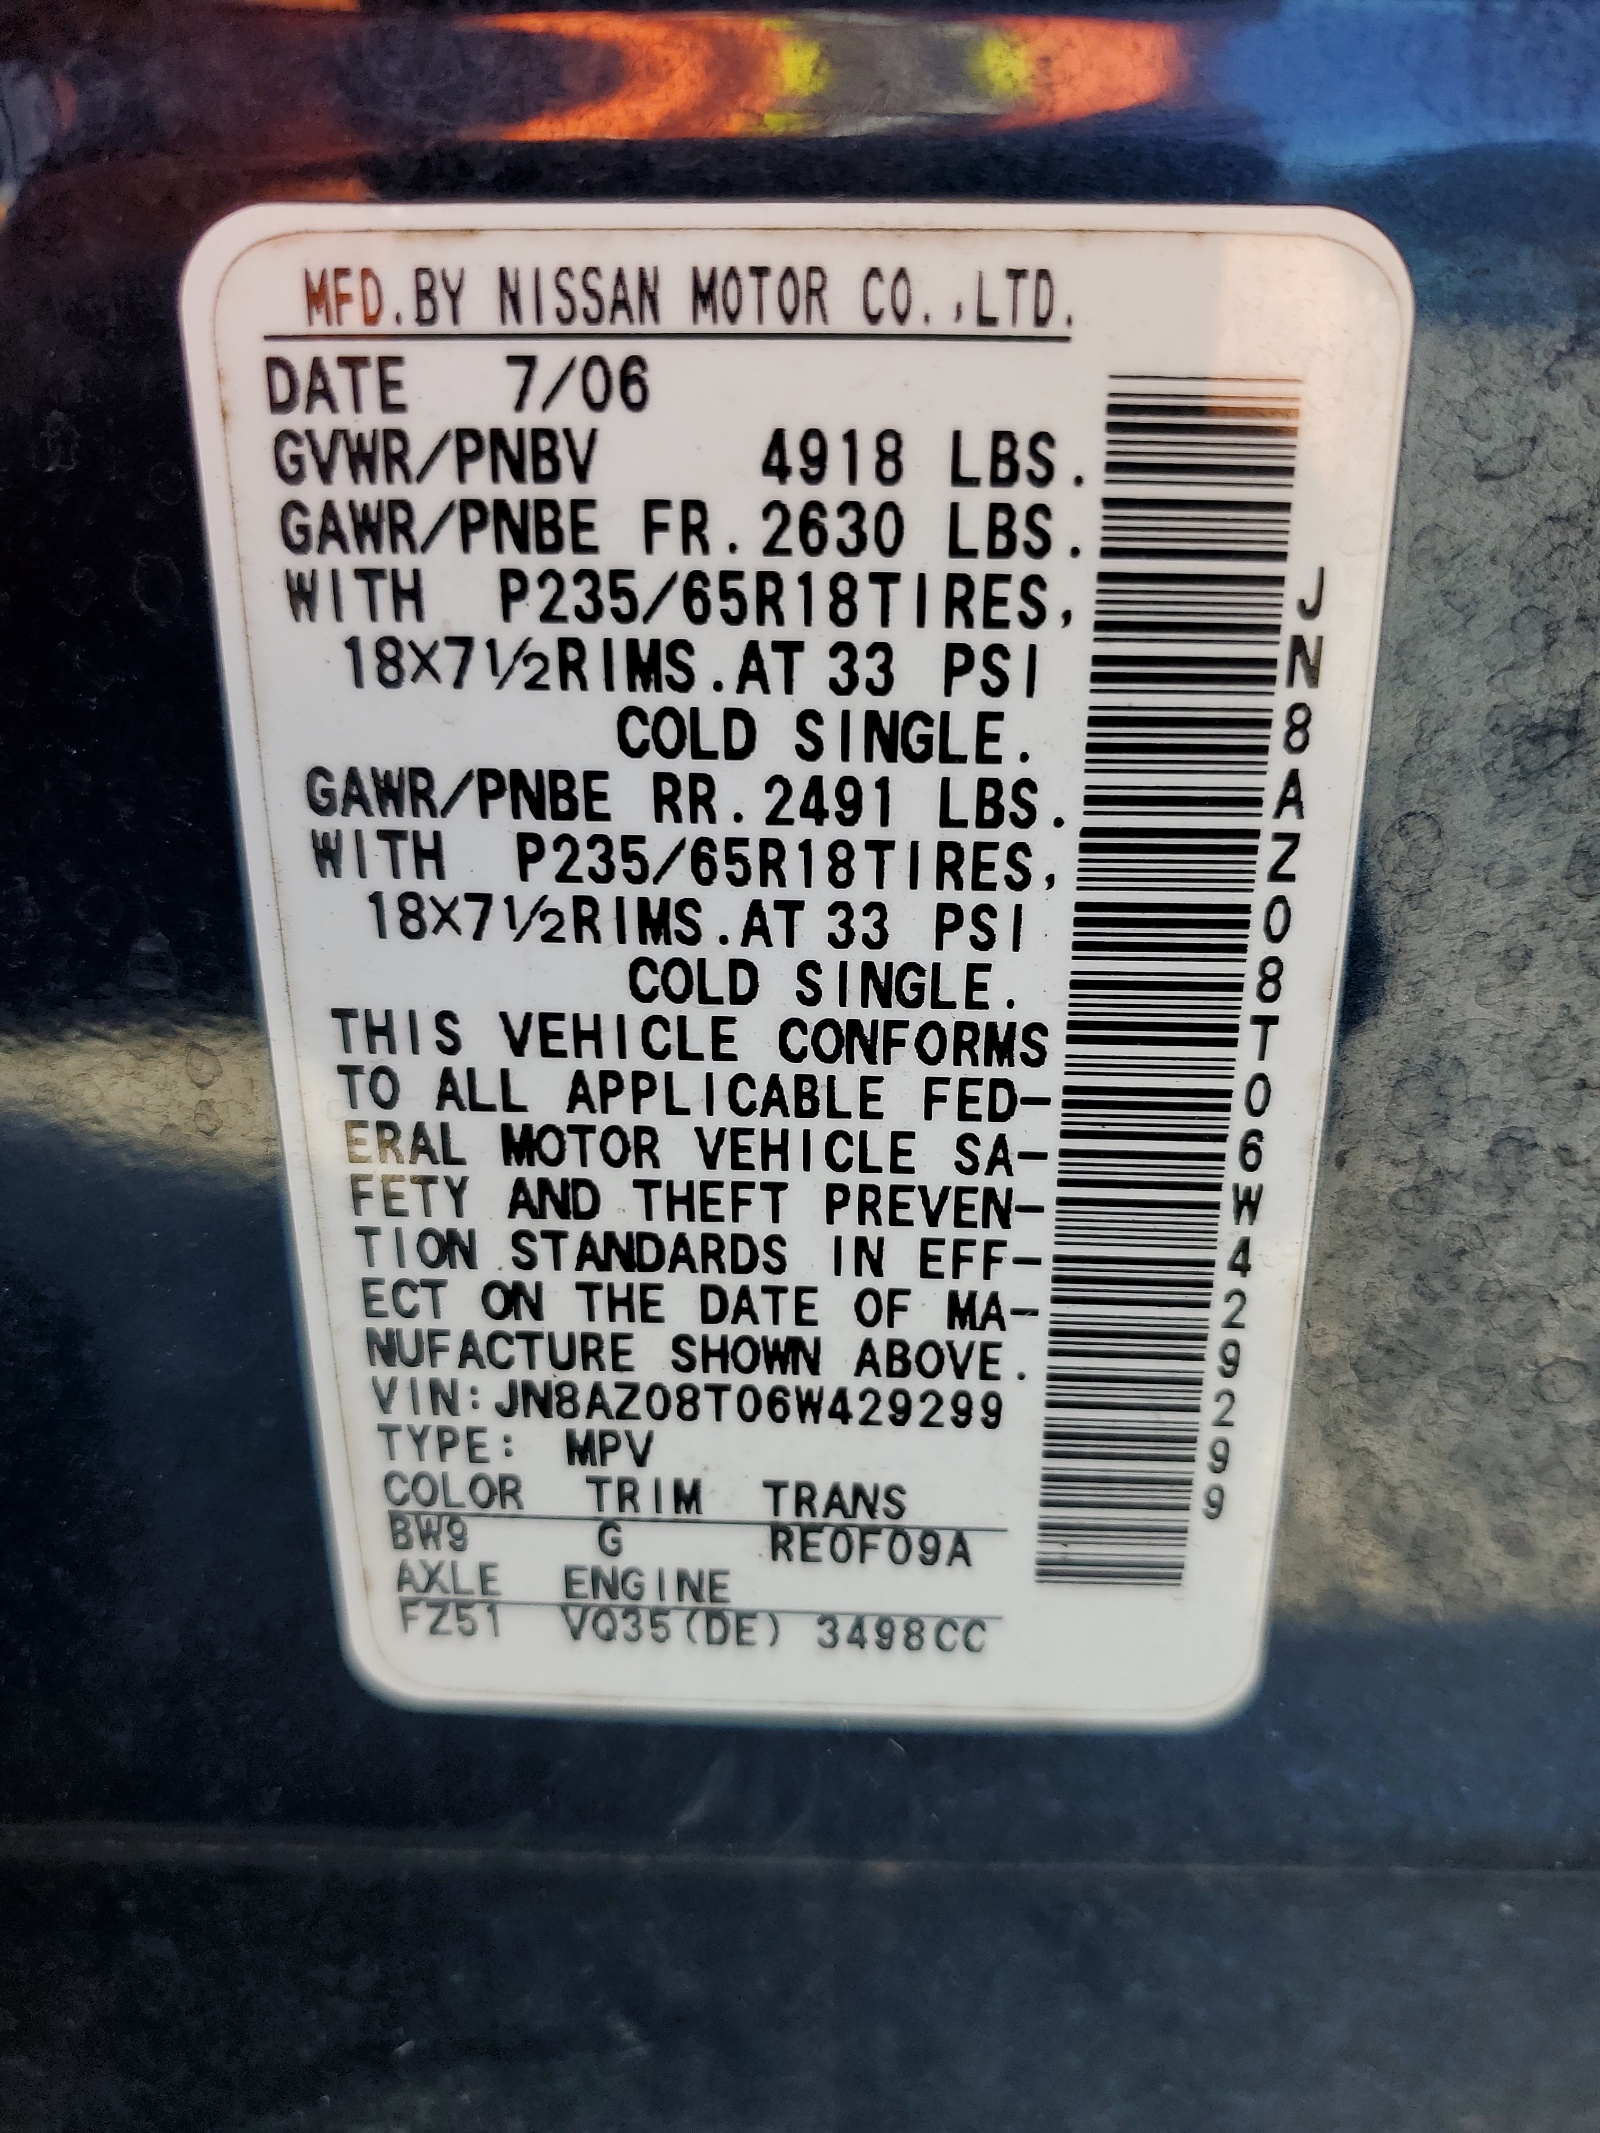 MFD.BY NISSAN MOTOR CO.,LTD.
DATE 7/06
GVWR/PNBV 4918 LBS.
GAWR/PNBE FR. 2630 LBS.
WITH P235/65R18TIRES,
18X7½RIMS.AT 33 PSI
COLD SINGLE.
GAWR/PNBE RR. 2491 LBS.
WITH P235/65R18TIRES,
18X7½RIMS.AT 33 PSI
COLD SINGLE.
THIS VEHICLE CONFORMS
TO ALL APPLICABLE FED-
ERAL MOTOR VEHICLE SA-
FETY AND THEFT PREVEN-
TION STANDARDS IN EFF-
ECT ON THE DATE OF MA-
NUFACTURE SHOWN ABOVE.
VIN:JN8AZ08T06W429299
TYPE: MPV
COLOR TRIM TRANS
BW9 G RE0F09A
AXLE ENGINE
FZ51 VQ35(DE) 3498CC
JN8AZ08T06W429299